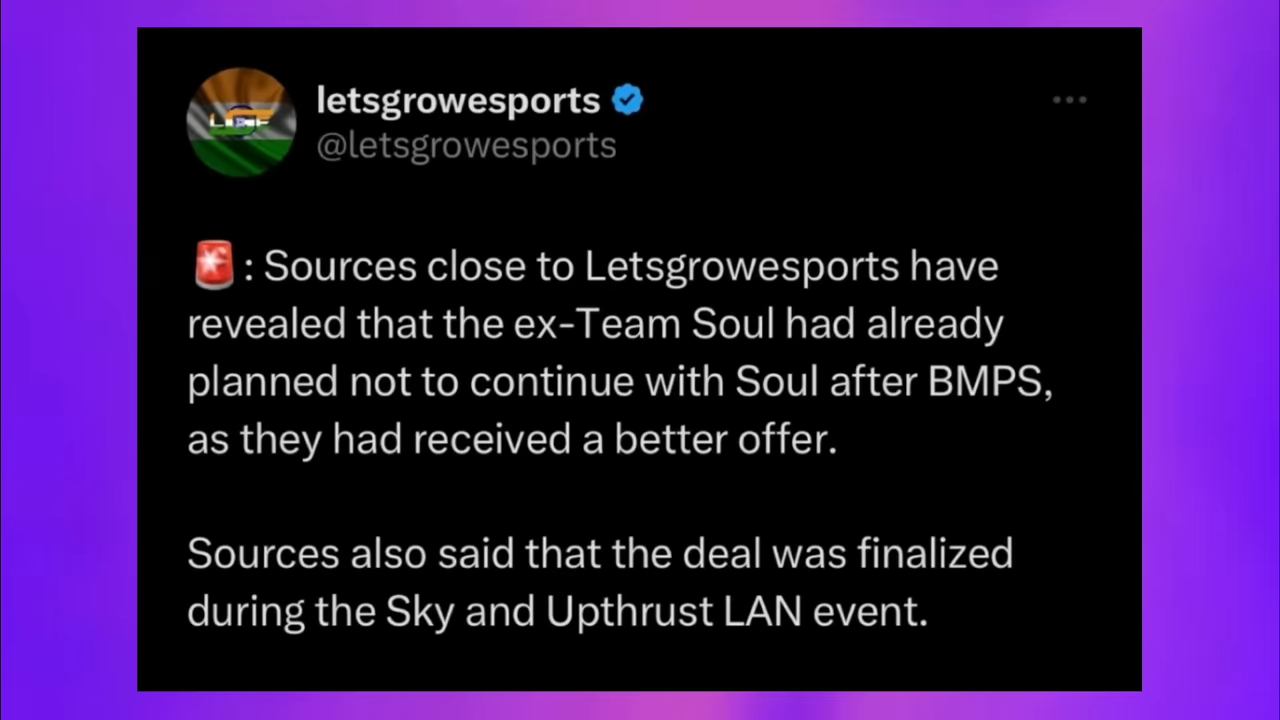 letsgrowesports
@letsgrowesports
🚨: Sources close to Letsgrowesports have
revealed that the ex-Team Soul had already
planned not to continue with Soul after BMPS,
as they had received a better offer.
Sources also said that the deal was finalized
during the Sky and Upthrust LAN event.